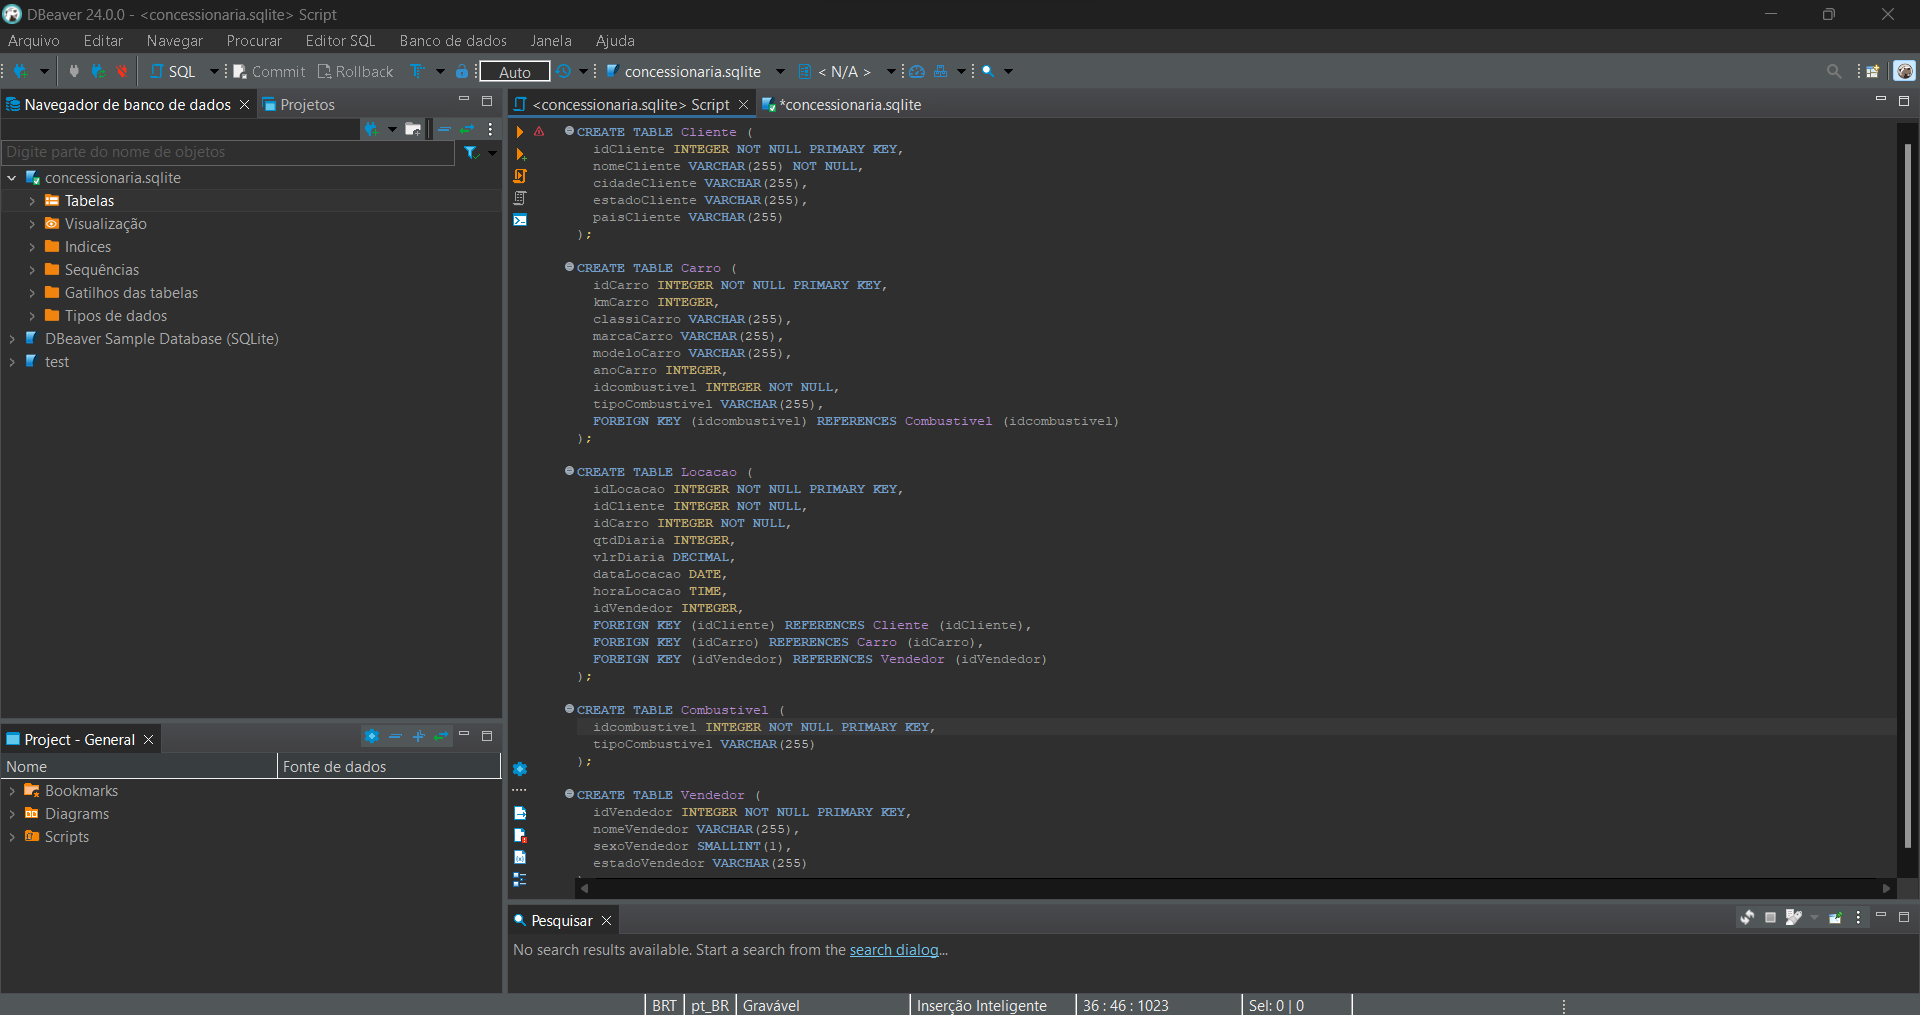 DBeaver 24.0.0 - <concessionaria.sqlite> Script
Arquivo Editar Navegar Procurar Editor SQL Banco de dados Janela Ajuda
SQL Commit Rollback Auto concessionaria.sqlite < N/A >
Navegador de banco de dados Projetos
Digite parte do nome de objetos
concessionaria.sqlite
Tabelas
Visualização
Indices
Sequências
Gatilhos das tabelas
Tipos de dados
DBeaver Sample Database (SQLite)
test
Project - General
Nome Fonte de dados
Bookmarks
Diagrams
Scripts
<concessionaria.sqlite> Script *concessionaria.sqlite
CREATE TABLE Cliente (
idCliente INTEGER NOT NULL PRIMARY KEY,
nomeCliente VARCHAR(255) NOT NULL,
cidadeCliente VARCHAR(255),
estadoCliente VARCHAR(255),
paisCliente VARCHAR(255)
);
CREATE TABLE Carro (
idCarro INTEGER NOT NULL PRIMARY KEY,
kmCarro INTEGER,
classiCarro VARCHAR(255),
marcaCarro VARCHAR(255),
modeloCarro VARCHAR(255),
anoCarro INTEGER,
idcombustivel INTEGER NOT NULL,
tipoCombustivel VARCHAR(255),
FOREIGN KEY (idcombustivel) REFERENCES Combustivel (idcombustivel)
);
CREATE TABLE Locacao (
idLocacao INTEGER NOT NULL PRIMARY KEY,
idCliente INTEGER NOT NULL,
idCarro INTEGER NOT NULL,
qtdDiaria INTEGER,
vlrDiaria DECIMAL,
dataLocacao DATE,
horaLocacao TIME,
idVendedor INTEGER,
FOREIGN KEY (idCliente) REFERENCES Cliente (idCliente),
FOREIGN KEY (idCarro) REFERENCES Carro (idCarro),
FOREIGN KEY (idVendedor) REFERENCES Vendedor (idVendedor)
);
CREATE TABLE Combustivel (
idcombustivel INTEGER NOT NULL PRIMARY KEY,
tipoCombustivel VARCHAR(255)
);
CREATE TABLE Vendedor (
idVendedor INTEGER NOT NULL PRIMARY KEY,
nomeVendedor VARCHAR(255),
sexoVendedor SMALLINT(1),
estadoVendedor VARCHAR(255)
Pesquisar
No search results available. Start a search from the search dialog...
BRT pt_BR Gravável Inserção Inteligente 36 : 46 : 1023 Sel: 0 | 0